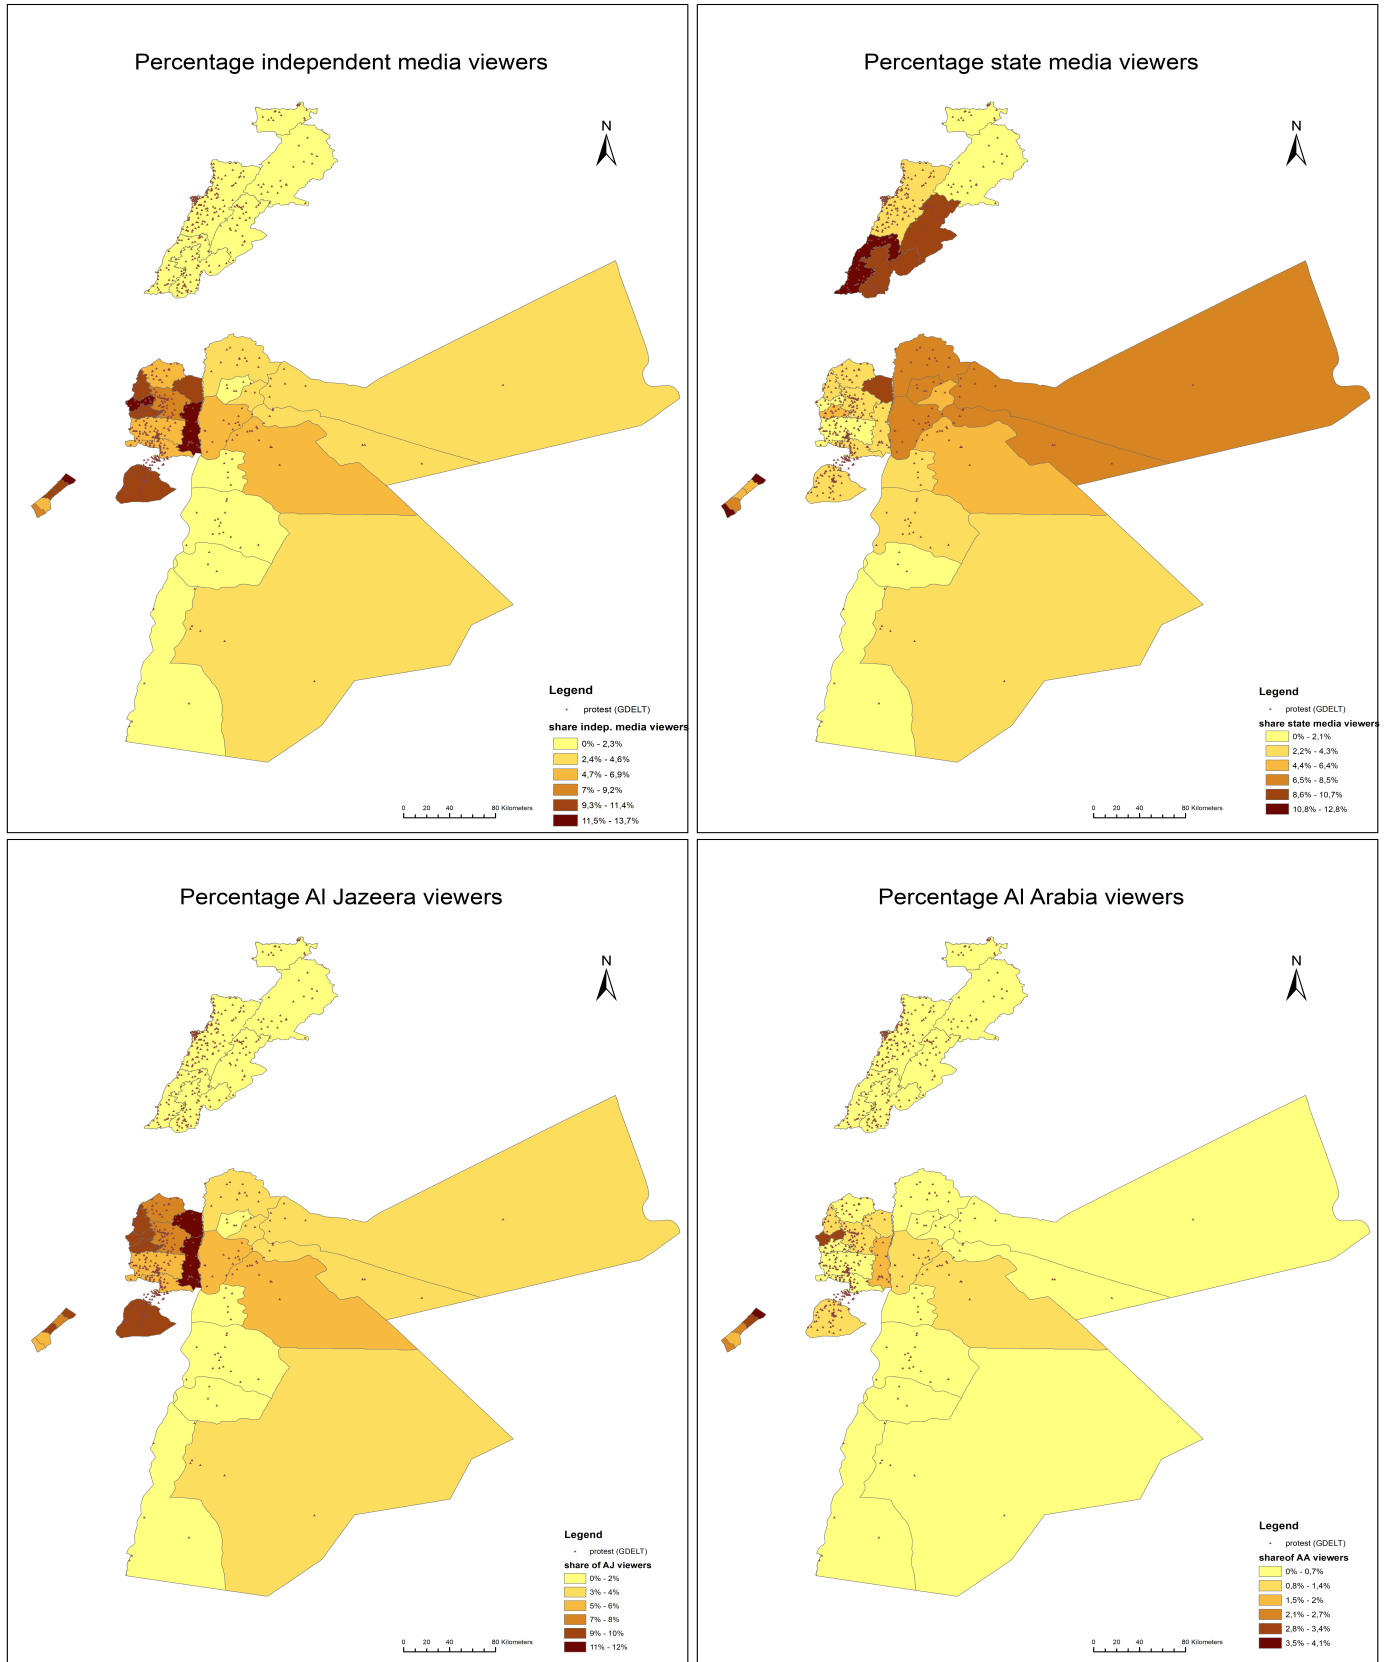 Percentage independent media viewers
N
Legend
protest (GDELT)
share indep. media viewers
0% - 2,3%
2,4% - 4,6%
4,7% - 6,9%
7% - 9,2%
9,3% - 11,4%
11,5% - 13,7%
0 20 40 80 Kilometers
Percentage state media viewers
N
Legend
protest (GDELT)
share state media viewers
0% - 2,1%
2,2% - 4,3%
4,4% - 6,4%
6,5% - 8,5%
8,6% - 10,7%
10,8% - 12,8%
0 20 40 80 Kilometers
Percentage Al Jazeera viewers
N
Legend
protest (GDELT)
share of AJ viewers
0% - 2%
3% - 4%
5% - 6%
7% - 8%
9% - 10%
11% - 12%
0 20 40 80 Kilometers
Percentage Al Arabia viewers
N
Legend
protest (GDELT)
shareof AA viewers
0% - 0,7%
0,8% - 1,4%
1,5% - 2%
2,1% - 2,7%
2,8% - 3,4%
3,5% - 4,1%
0 20 40 80 Kilometers